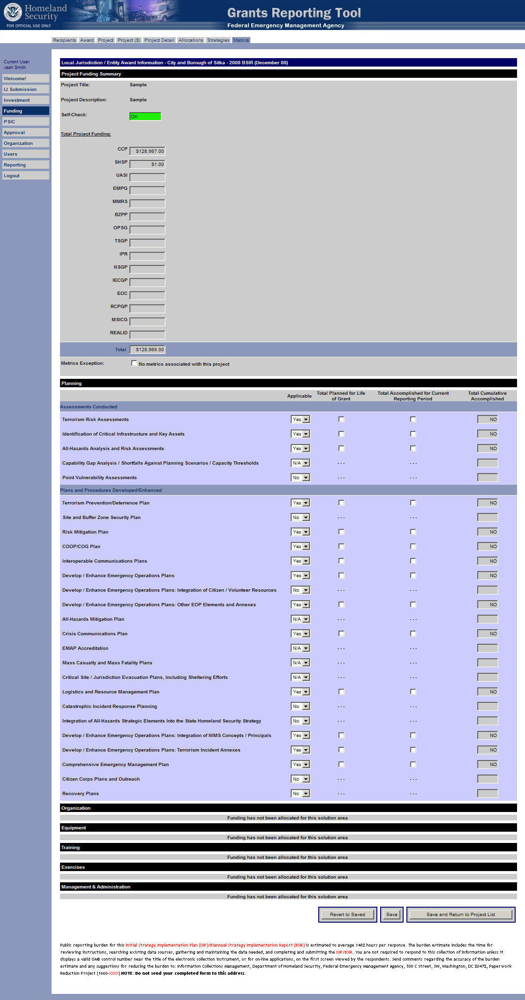 Homeland
Security
FOR OFFICIAL USE ONLY
Grants Reporting Tool
Federal Emergency Management Agency
Recipients Award Project Project ($) Project Detail Allocations Strategies Metrics
Current User:
Jean Smith
Welcome!
IJ Submission
Investment
Funding
PSIC
Approval
Organization
Users
Reporting
Logout
Local Jurisdiction / Entity Award Information - City and Borough of Sitka - 2008 BSIR (December 08)
Project Funding Summary
Project Title: Sample
Project Description: Sample
Self-Check: OK
Total Project Funding:
CCP $128,987.00
SHSP $1.00
UASI
EMPG
MMRS
BZPP
OPSG
TSGP
IPR
NSGP
IECGP
EOC
RCPGP
MSICG
REALID
Total $128,988.00
Metrics Exception: No metrics associated with this project
Planning
Applicable Total Planned for Life of Grant Total Accomplished for Current Reporting Period Total Cumulative Accomplished
Assessments Conducted
Terrorism Risk Assessments Yes NO
Identification of Critical Infrastructure and Key Assets Yes NO
All-Hazards Analysis and Risk Assessments Yes NO
Capability Gap Analysis / Shortfalls Against Planning Scenarios / Capacity Thresholds N/A --- ---
Point Vulnerability Assessments No --- ---
Plans and Procedures Developed/Enhanced
Terrorism Prevention/Deterrence Plan Yes NO
Site and Buffer Zone Security Plan No --- ---
Risk Mitigation Plan Yes NO
COOP/COG Plan Yes NO
Interoperable Communications Plans Yes NO
Develop / Enhance Emergency Operations Plans Yes NO
Develop / Enhance Emergency Operations Plans: Integration of Citizen / Volunteer Resources No --- ---
Develop / Enhance Emergency Operations Plans: Other EOP Elements and Annexes Yes NO
All-Hazards Mitigation Plan N/A --- ---
Crisis Communications Plan Yes NO
EMAP Accreditation N/A --- ---
Mass Casualty and Mass Fatality Plans N/A --- ---
Critical Site / Jurisdiction Evacuation Plans, Including Sheltering Efforts N/A --- ---
Logistics and Resource Management Plan Yes NO
Catastrophic Incident Response Planning No --- ---
Integration of All-Hazards Strategic Elements Into the State Homeland Security Strategy No --- ---
Develop / Enhance Emergency Operations Plans: Integration of NIMS Concepts / Principals Yes NO
Develop / Enhance Emergency Operations Plans: Terrorism Incident Annexes Yes NO
Comprehensive Emergency Management Plan Yes NO
Citizen Corps Plans and Outreach No --- ---
Recovery Plans No --- ---
Organization
Funding has not been allocated for this solution area
Equipment
Funding has not been allocated for this solution area
Training
Funding has not been allocated for this solution area
Exercises
Funding has not been allocated for this solution area
Management & Administration
Funding has not been allocated for this solution area
Revert to Saved Save Save and Return to Project List
Public reporting burden for this Initial Strategy Implementation Plan (ISIP)/Biannual Strategy Implementation Report (BSIR) is estimated to average 1482 hours per response. The burden estimate includes the time for
reviewing instructions, searching existing data sources, gathering and maintaining the data needed, and completing and submitting the ISIP/BSIR. You are not required to respond to this collection of information unless it
displays a valid OMB control number near the title of the electronic collection instrument, or for on-line applications, on the first screen viewed by the respondents. Send comments regarding the accuracy of the burden
estimate and any suggestions for reducing the burden to: Information Collections Management, Department of Homeland Security, Federal Emergency Management Agency, 500 C Street, SW, Washington, DC 20472, Paperwork
Reduction Project (1660-XXXX) NOTE: Do not send your completed form to this address.